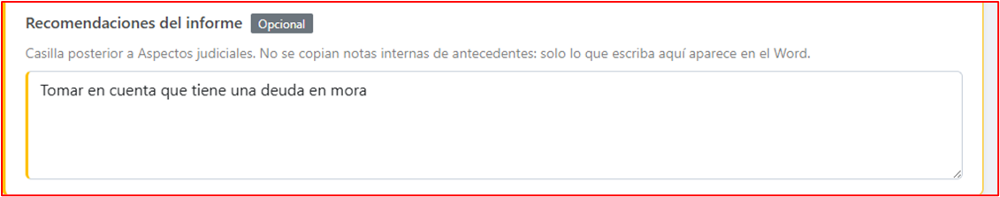 Recomendaciones del informe Opcional
Casilla posterior a Aspectos judiciales. No se copian notas internas de antecedentes: solo lo que escriba aquí aparece en el Word.
Tomar en cuenta que tiene una deuda en mora